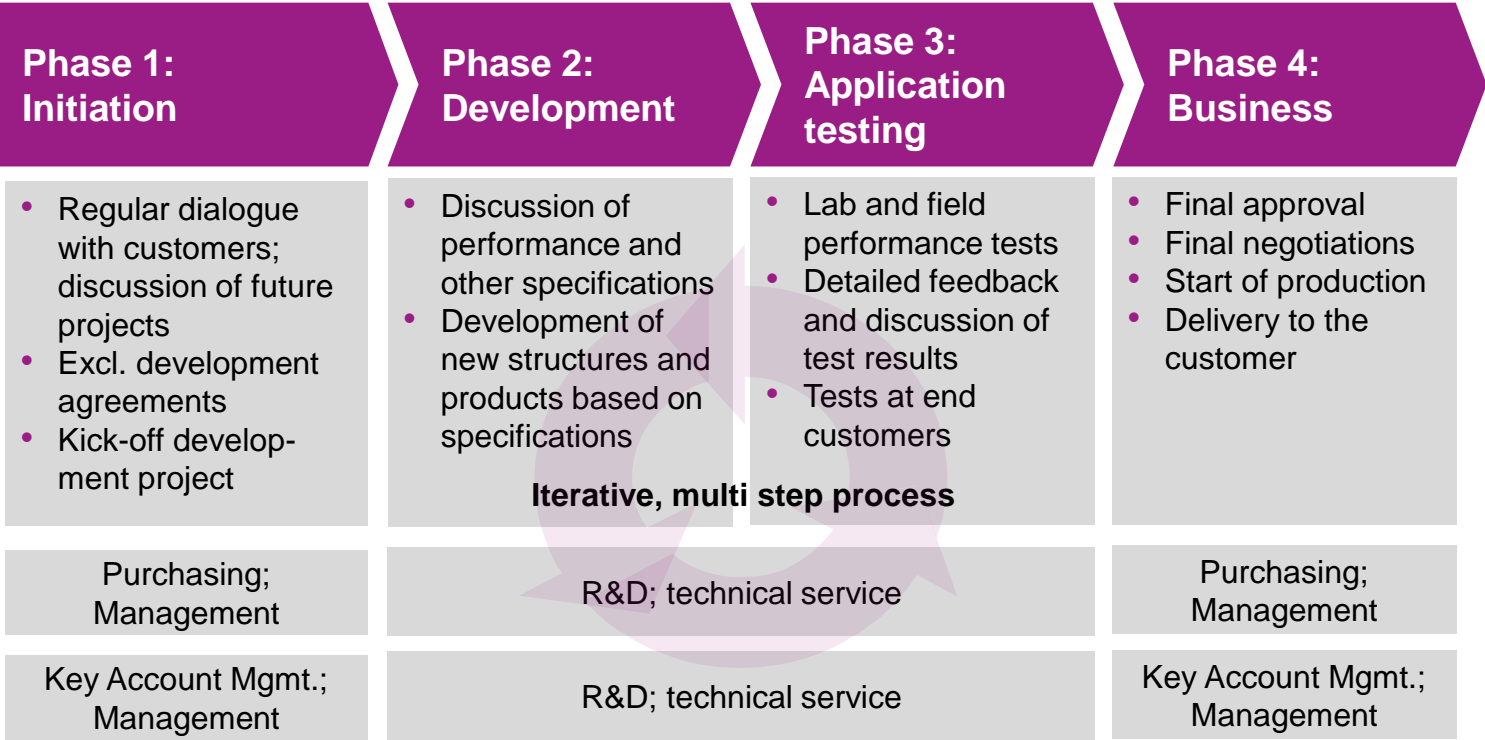 Phase 1:
Initiation
Phase 2:
Development
Phase 3:
Application
testing
Phase 4:
Business
• Regular dialogue
with customers;
discussion of future
projects
• Excl. development
agreements
• Kick-off develop-
ment project
• Discussion of
performance and
other specifications
• Development of
new structures and
products based on
specifications
• Lab and field
performance tests
• Detailed feedback
and discussion of
test results
• Tests at end
customers
• Final approval
• Final negotiations
• Start of production
• Delivery to the
customer
Iterative, multi step process
Purchasing;
Management
R&D; technical service
Purchasing;
Management
Key Account Mgmt.;
Management
R&D; technical service
Key Account Mgmt.;
Management